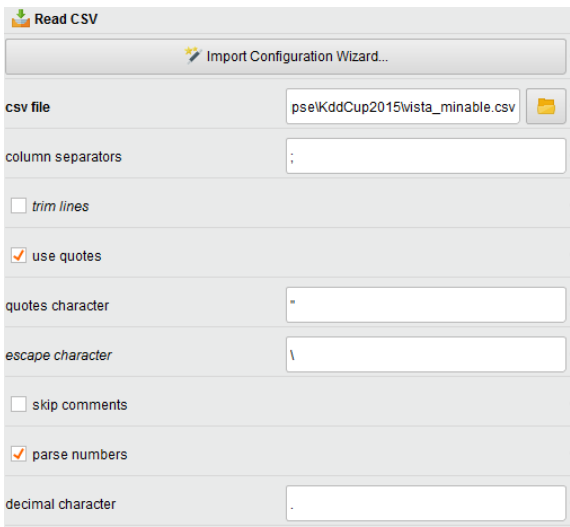 Read CSV
Import Configuration Wizard...
csv file pse\KddCup2015\vista_minable.csv
column separators ;
trim lines
use quotes
quotes character "
escape character \
skip comments
parse numbers
decimal character .